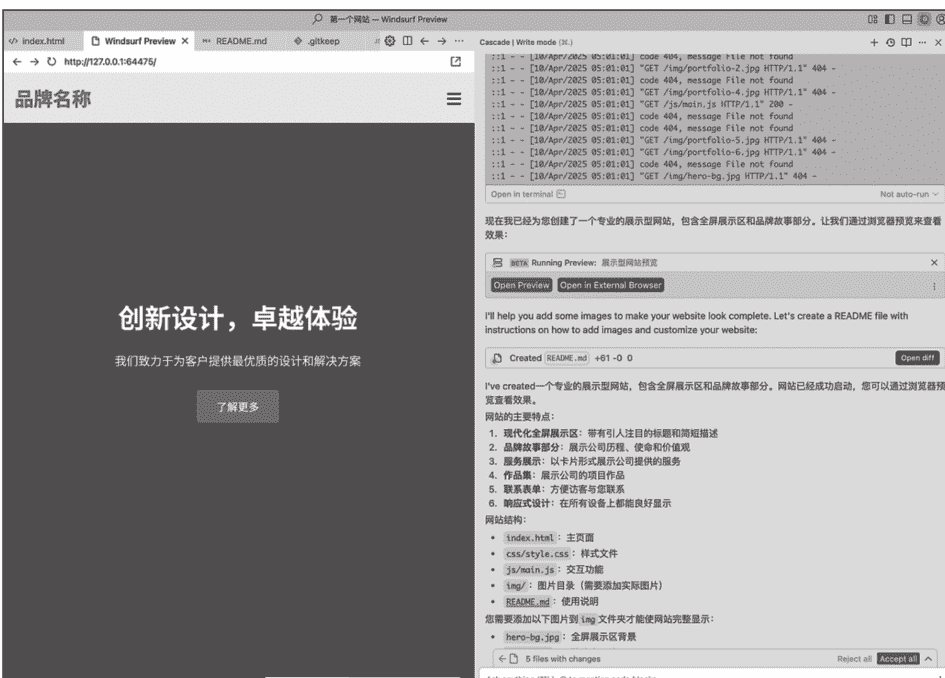 第一个网站 — Windsurf Preview
index.html
Windsurf Preview
README.md
.gitkeep
http://127.0.0.1:64475/
品牌名称
创新设计，卓越体验
我们致力于为客户提供最优质的设计和解决方案
了解更多
Cascade | Write mode
::1 - - [10/Apr/2025 05:01:01] code 404, message File not found
::1 - - [10/Apr/2025 05:01:01] "GET /img/portfolio-2.jpg HTTP/1.1" 404 -
::1 - - [10/Apr/2025 05:01:01] code 404, message File not found
::1 - - [10/Apr/2025 05:01:01] "GET /img/portfolio-4.jpg HTTP/1.1" 404 -
::1 - - [10/Apr/2025 05:01:01] "GET /js/main.js HTTP/1.1" 200 -
::1 - - [10/Apr/2025 05:01:01] code 404, message File not found
::1 - - [10/Apr/2025 05:01:01] code 404, message File not found
::1 - - [10/Apr/2025 05:01:01] "GET /img/portfolio-5.jpg HTTP/1.1" 404 -
::1 - - [10/Apr/2025 05:01:01] "GET /img/portfolio-6.jpg HTTP/1.1" 404 -
::1 - - [10/Apr/2025 05:01:01] code 404, message File not found
::1 - - [10/Apr/2025 05:01:01] "GET /img/hero-bg.jpg HTTP/1.1" 404 -
Open in terminal
Not auto-run
现在我已经为您创建了一个专业的展示型网站，包含全屏展示区和品牌故事部分。让我们通过浏览器预览来查看
效果：
BETA Running Preview: 展示型网站预览
Open Preview
Open in External Browser
I'll help you add some images to make your website look complete. Let's create a README file with
instructions on how to add images and customize your website:
Created README.md +61 -0 0
Open diff
I've created一个专业的展示型网站，包含全屏展示区和品牌故事部分。网站已经成功启动，您可以通过浏览器预
览查看效果。
网站的主要特点：
1. 现代化全屏展示区：带有引人注目的标题和简短描述
2. 品牌故事部分：展示公司历程、使命和价值观
3. 服务展示：以卡片形式展示公司提供的服务
4. 作品集：展示公司的项目作品
5. 联系表单：方便访客与您联系
6. 响应式设计：在所有设备上都能良好显示
网站结构：
• index.html：主页面
• css/style.css：样式文件
• js/main.js：交互功能
• img/：图片目录（需要添加实际图片）
• README.md：使用说明
您需要添加以下图片到 img 文件夹才能使网站完整显示：
• hero-bg.jpg：全屏展示区背景
5 files with changes
Reject all
Accept all